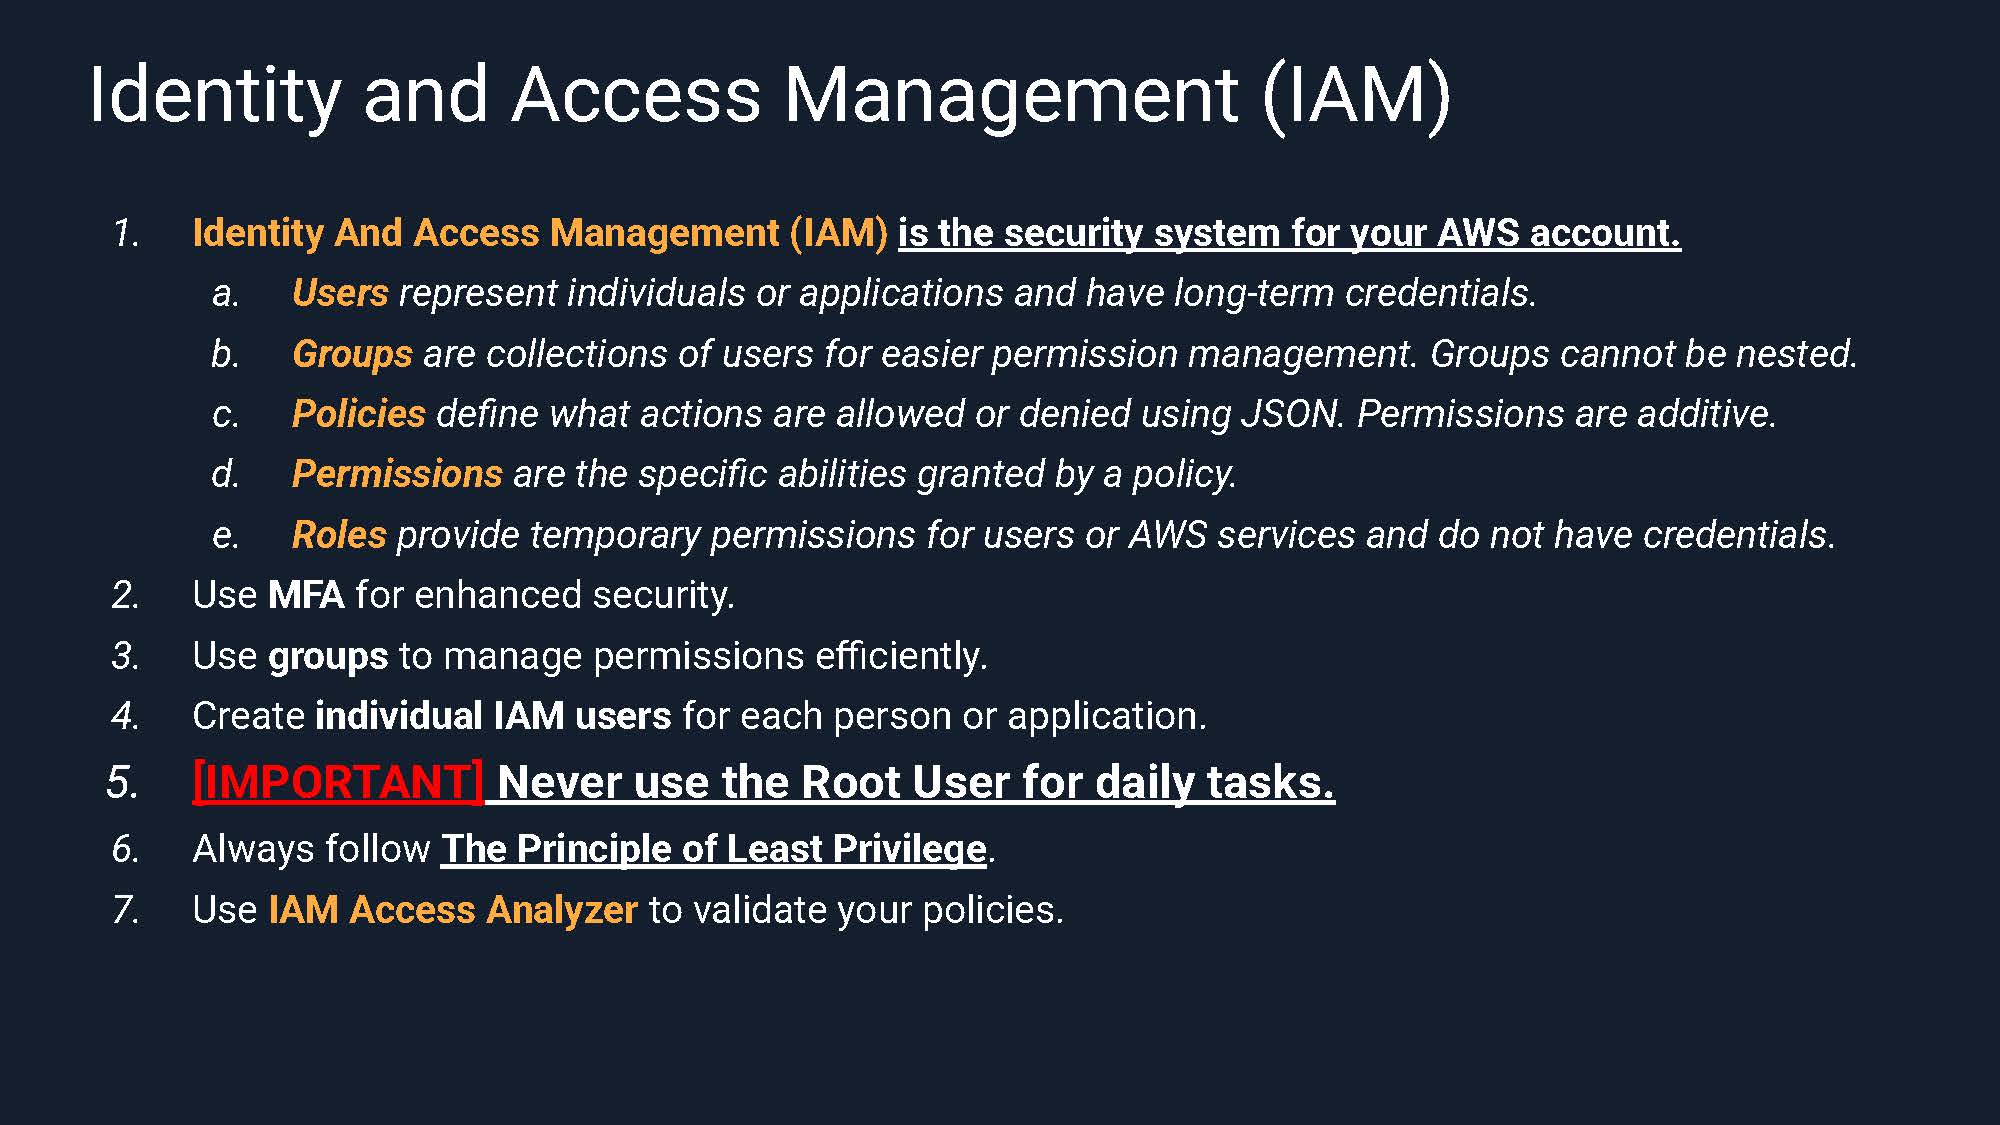 Identity and Access Management (IAM)
1. Identity And Access Management (IAM) is the security system for your AWS account.
a. Users represent individuals or applications and have long-term credentials.
b. Groups are collections of users for easier permission management. Groups cannot be nested.
c. Policies define what actions are allowed or denied using JSON. Permissions are additive.
d. Permissions are the specific abilities granted by a policy.
e. Roles provide temporary permissions for users or AWS services and do not have credentials.
2. Use MFA for enhanced security.
3. Use groups to manage permissions efficiently.
4. Create individual IAM users for each person or application.
5. [IMPORTANT] Never use the Root User for daily tasks.
6. Always follow The Principle of Least Privilege.
7. Use IAM Access Analyzer to validate your policies.